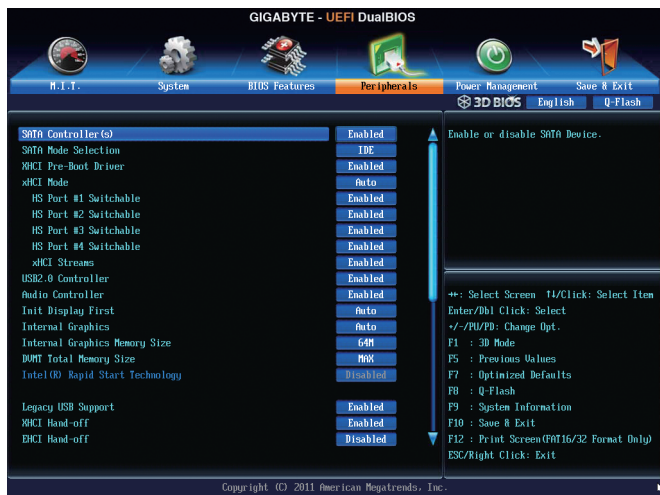 GIGABYTE - UEFI DualBIOS
M.I.T. System BIOS Features Peripherals Power Management Save & Exit
3D BIOS English Q-Flash
SATA Controller(s) Enabled
SATA Mode Selection IDE
XHCI Pre-Boot Driver Enabled
xHCI Mode Auto
HS Port #1 Switchable Enabled
HS Port #2 Switchable Enabled
HS Port #3 Switchable Enabled
HS Port #4 Switchable Enabled
xHCI Streams Enabled
USB2.0 Controller Enabled
Audio Controller Enabled
Init Display First Auto
Internal Graphics Auto
Internal Graphics Memory Size 64M
DVMT Total Memory Size MAX
Intel(R) Rapid Start Technology Disabled
Legacy USB Support Enabled
XHCI Hand-off Enabled
EHCI Hand-off Disabled
Enable or disable SATA Device.
→←: Select Screen ↑↓/Click: Select Item
Enter/Dbl Click: Select
+/-/PU/PD: Change Opt.
F1 : 3D Mode
F5 : Previous Values
F7 : Optimized Defaults
F8 : Q-Flash
F9 : System Information
F10 : Save & Exit
F12 : Print Screen(FAT16/32 Format Only)
ESC/Right Click: Exit
Copyright (C) 2011 American Megatrends, Inc.